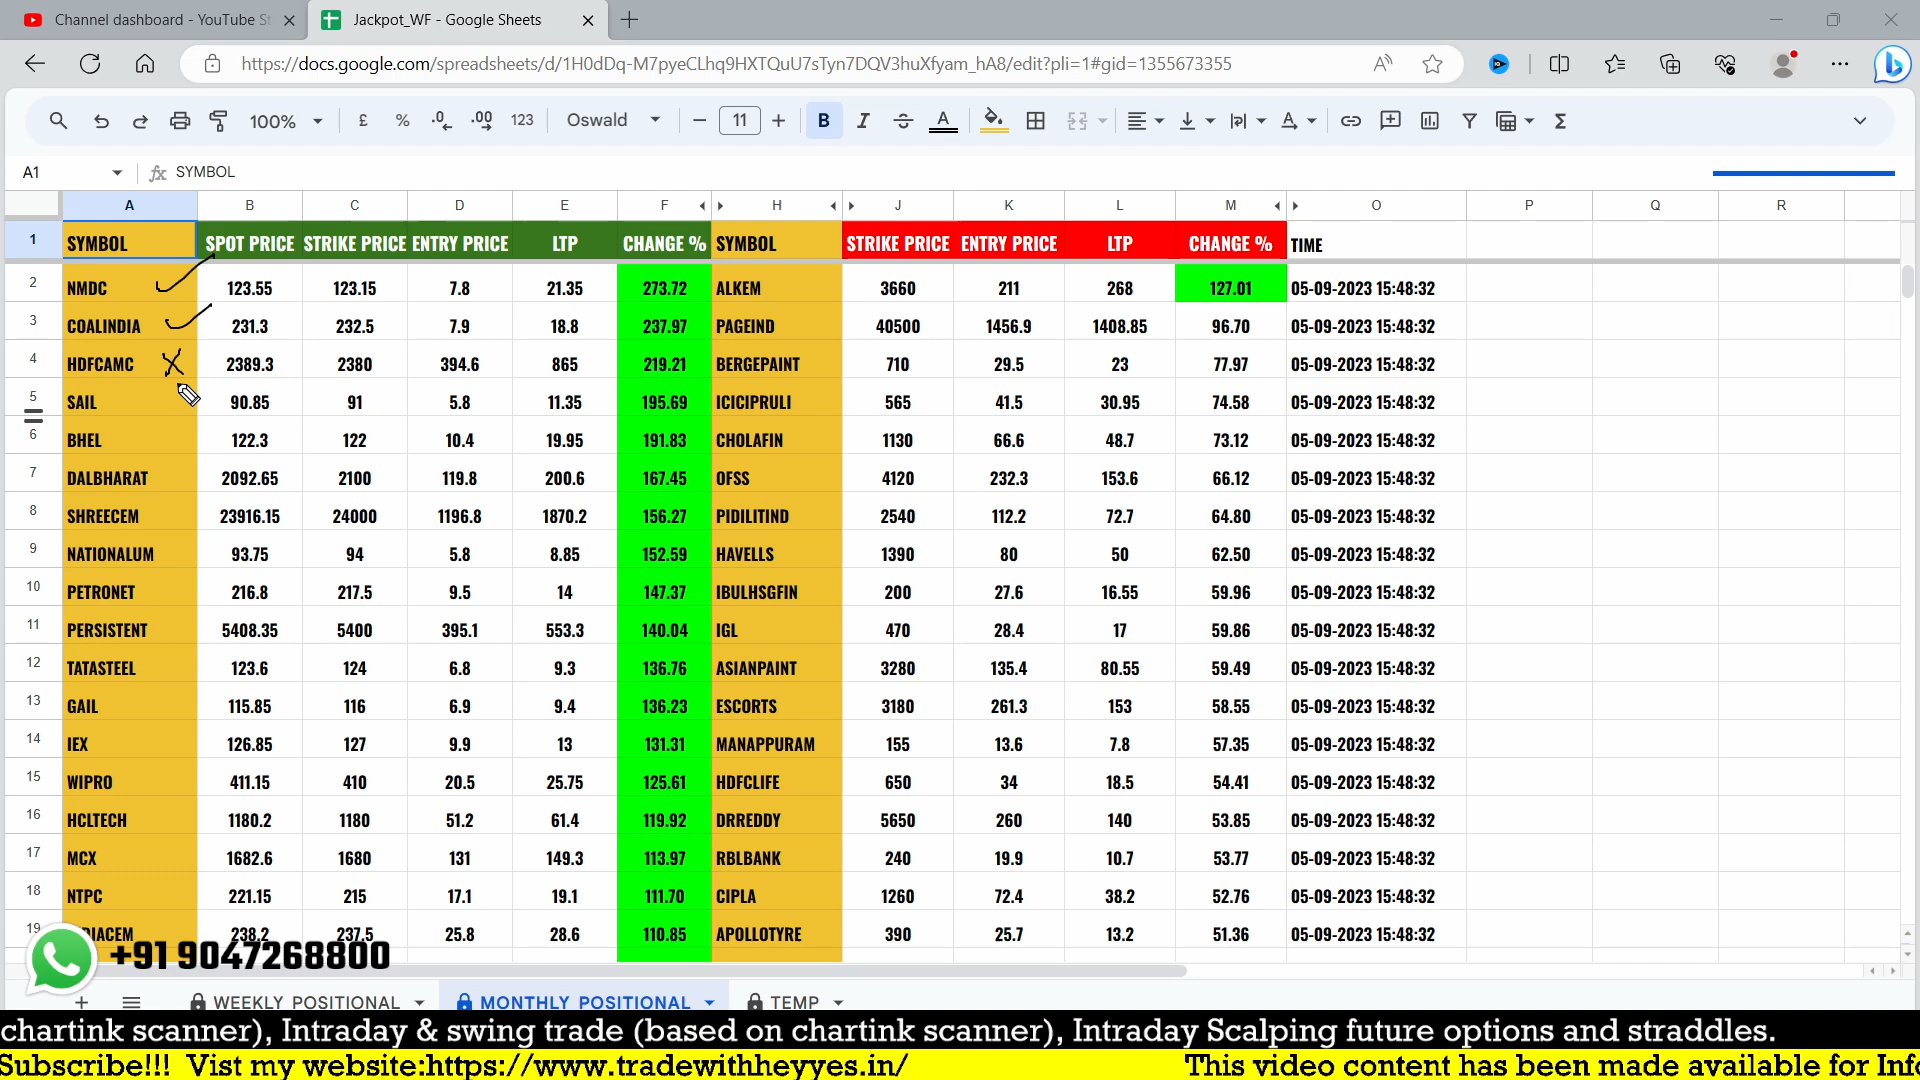 Channel dashboard - YouTube St
Jackpot_WF - Google Sheets
https://docs.google.com/spreadsheets/d/1H0dDq-M7pyeCLhq9HXTQuU7sTyn7DQV3huXfyam_hA8/edit?pli=1#gid=1355673355
100% £ % .0 .00 123 Oswald 11 B I A
A1 fx SYMBOL
A B C D E F H J K L M O P Q R
1 SYMBOL SPOT PRICE STRIKE PRICE ENTRY PRICE LTP CHANGE % SYMBOL STRIKE PRICE ENTRY PRICE LTP CHANGE % TIME
2 NMDC 123.55 123.15 7.8 21.35 273.72 ALKEM 3660 211 268 127.01 05-09-2023 15:48:32
3 COALINDIA 231.3 232.5 7.9 18.8 237.97 PAGEIND 40500 1456.9 1408.85 96.70 05-09-2023 15:48:32
4 HDFCAMC 2389.3 2380 394.6 865 219.21 BERGEPAINT 710 29.5 23 77.97 05-09-2023 15:48:32
5 SAIL 90.85 91 5.8 11.35 195.69 ICICIPRULI 565 41.5 30.95 74.58 05-09-2023 15:48:32
6 BHEL 122.3 122 10.4 19.95 191.83 CHOLAFIN 1130 66.6 48.7 73.12 05-09-2023 15:48:32
7 DALBHARAT 2092.65 2100 119.8 200.6 167.45 OFSS 4120 232.3 153.6 66.12 05-09-2023 15:48:32
8 SHREECEM 23916.15 24000 1196.8 1870.2 156.27 PIDILITIND 2540 112.2 72.7 64.80 05-09-2023 15:48:32
9 NATIONALUM 93.75 94 5.8 8.85 152.59 HAVELLS 1390 80 50 62.50 05-09-2023 15:48:32
10 PETRONET 216.8 217.5 9.5 14 147.37 IBULHSGFIN 200 27.6 16.55 59.96 05-09-2023 15:48:32
11 PERSISTENT 5408.35 5400 395.1 553.3 140.04 IGL 470 28.4 17 59.86 05-09-2023 15:48:32
12 TATASTEEL 123.6 124 6.8 9.3 136.76 ASIANPAINT 3280 135.4 80.55 59.49 05-09-2023 15:48:32
13 GAIL 115.85 116 6.9 9.4 136.23 ESCORTS 3180 261.3 153 58.55 05-09-2023 15:48:32
14 IEX 126.85 127 9.9 13 131.31 MANAPPURAM 155 13.6 7.8 57.35 05-09-2023 15:48:32
15 WIPRO 411.15 410 20.5 25.75 125.61 HDFCLIFE 650 34 18.5 54.41 05-09-2023 15:48:32
16 HCLTECH 1180.2 1180 51.2 61.4 119.92 DRREDDY 5650 260 140 53.85 05-09-2023 15:48:32
17 MCX 1682.6 1680 131 149.3 113.97 RBLBANK 240 19.9 10.7 53.77 05-09-2023 15:48:32
18 NTPC 221.15 215 17.1 19.1 111.70 CIPLA 1260 72.4 38.2 52.76 05-09-2023 15:48:32
19 DIACEM 238.2 237.5 25.8 28.6 110.85 APOLLOTYRE 390 25.7 13.2 51.36 05-09-2023 15:48:32
+91 9047268800
WEEKLY POSITIONAL MONTHLY POSITIONAL TEMP
chartink scanner), Intraday & swing trade (based on chartink scanner), Intraday Scalping future options and straddles.
Subscribe!!! Vist my website:https://www.tradewithheyyes.in/ This video content has been made available for Info